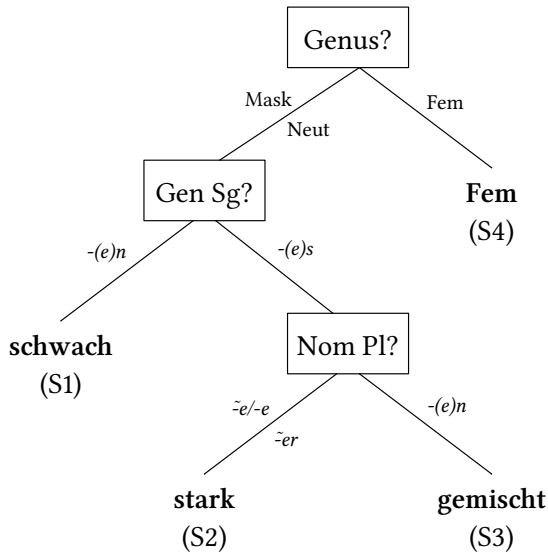 Genus?
Mask
Neut
Fem
Gen Sg?
Fem
(S4)
-(e)n
-(e)s
schwach
(S1)
Nom Pl?
-̃e/-e
-̃er
-(e)n
stark
(S2)
gemischt
(S3)